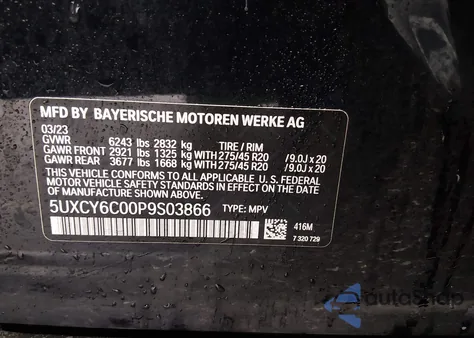 MFD BY BAYERISCHE MOTOREN WERKE AG
03/23
GVWR 6243 lbs 2832 kg TIRE / RIM
GAWR FRONT 2921 lbs 1325 kg WITH 275/45 R20 /9.0J x 20
GAWR REAR 3677 lbs 1668 kg WITH 275/45 R20 /9.0J x 20
THIS VEHICLE CONFORMS TO ALL APPLICABLE U.S. FEDERAL
MOTOR VEHICLE SAFETY STANDARDS IN EFFECT ON THE DATE OF
MANUFACTURE SHOWN ABOVE.
5UXCY6C00P9S03866 TYPE: MPV
416M
7 320 729
AutoSnap